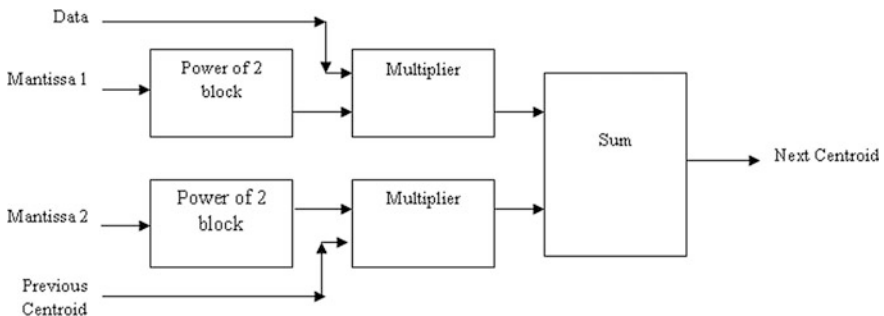 Data
Mantissa 1
Power of 2
block
Multiplier
Sum
Next Centroid
Mantissa 2
Power of 2
block
Multiplier
Previous
Centroid